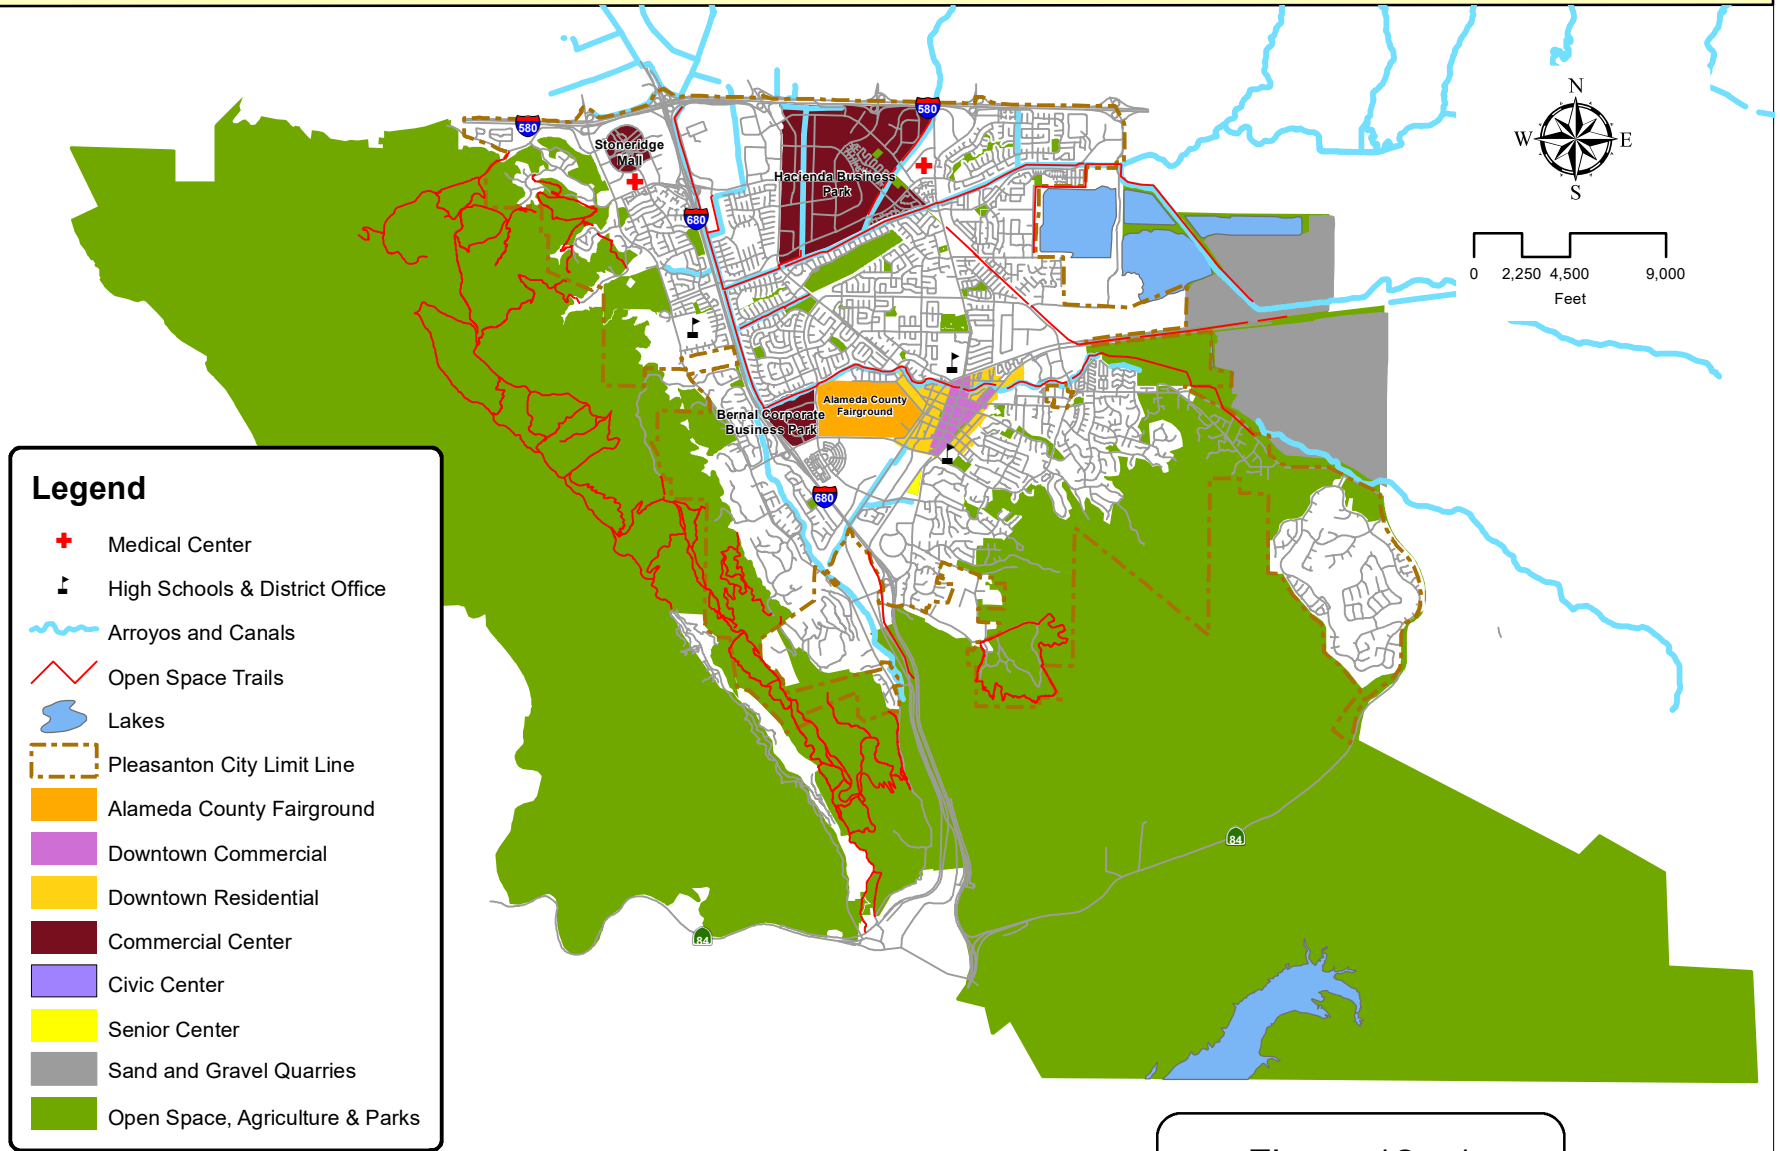 580
580
Stoneridge
Mall
Hacienda Business
Park
680
N
W
E
S
0 2,250 4,500 9,000
Feet
Alameda County
Fairground
Bernal Corporate
Business Park
680
84
84
Legend
Medical Center
High Schools & District Office
Arroyos and Canals
Open Space Trails
Lakes
Pleasanton City Limit Line
Alameda County Fairground
Downtown Commercial
Downtown Residential
Commercial Center
Civic Center
Senior Center
Sand and Gravel Quarries
Open Space, Agriculture & Parks